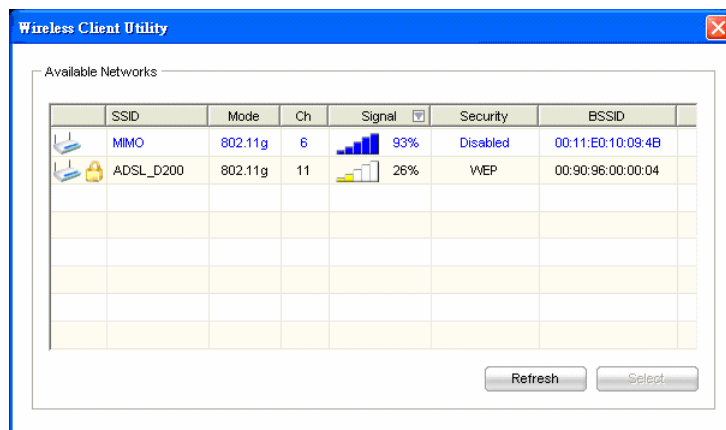 Wireless Client Utility
Available Networks
SSID Mode Ch Signal Security BSSID
MIMO 802.11g 6 93% Disabled 00:11:E0:10:09:4B
ADSL_D200 802.11g 11 26% WEP 00:90:96:00:00:04
Refresh Select